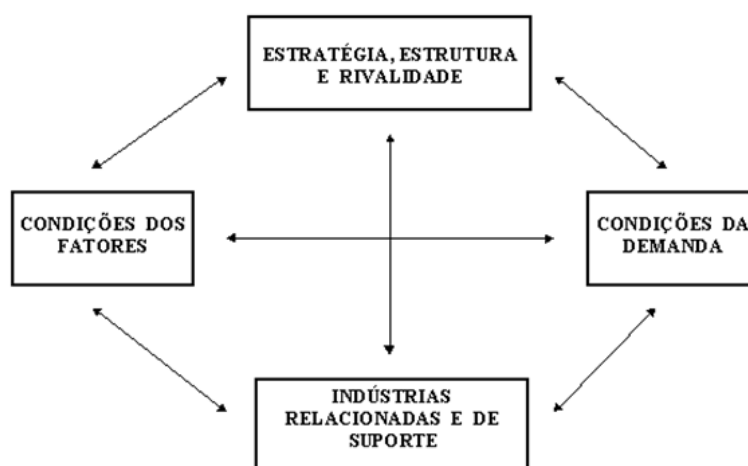 ESTRATÉGIA, ESTRUTURA
E RIVALIDADE
CONDIÇÕES DOS
FATORES
CONDIÇÕES DA
DEMANDA
INDÚSTRIAS
RELACIONADAS E DE
SUPORTE